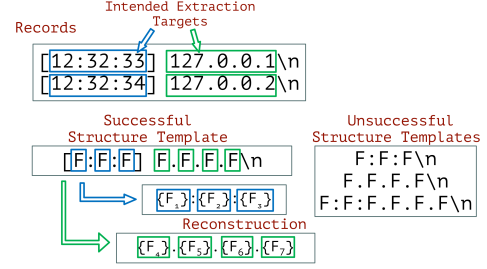 Intended Extraction
Targets
Records
[12:32:33] 127.0.0.1\n
[12:32:34] 127.0.0.2\n
Successful
Structure Template
[F:F:F] F.F.F.F\n
{F₁}:{F₂}:{F₃}
Reconstruction
{F₄}.{F₅}.{F₆}.{F₇}
Unsuccessful
Structure Templates
F:F:F\n
F.F.F.F\n
F:F:F.F.F.F\n